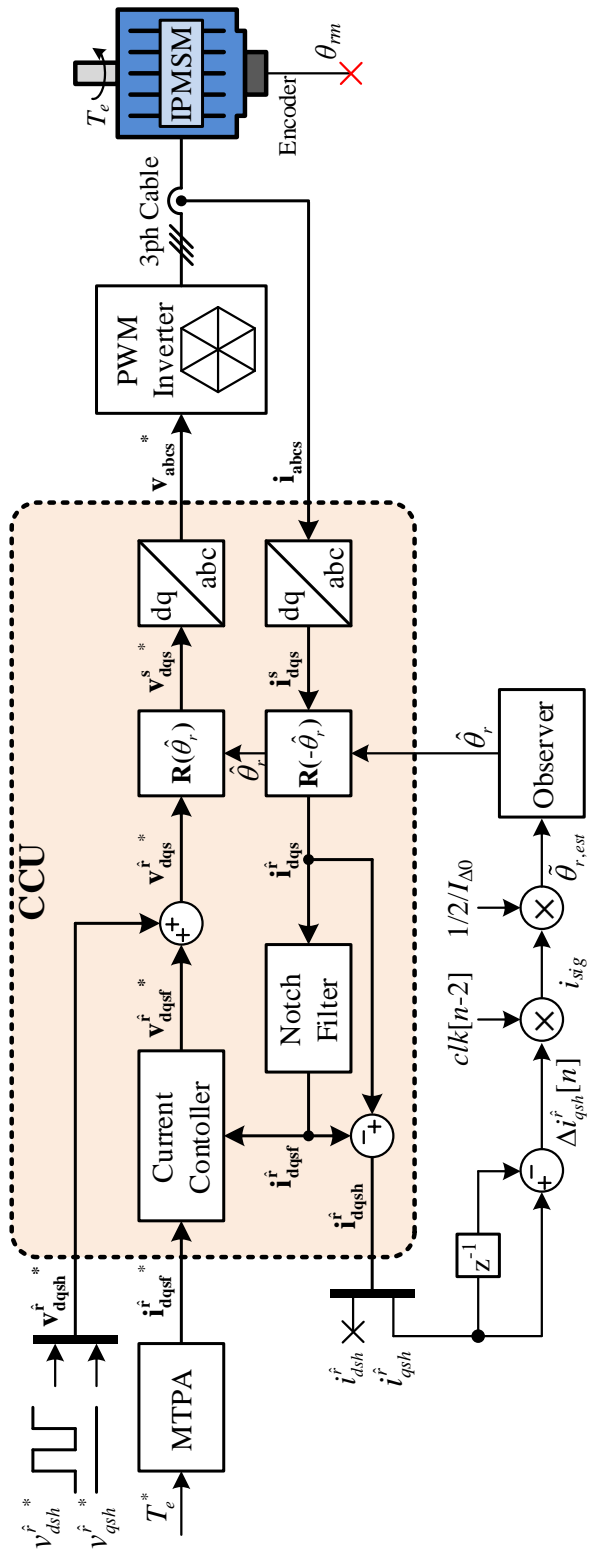 CCU
v^r̂_dsh*
v^r̂_qsh*
v^r̂_dqsh*
T_e*
MTPA
i^r̂_dqsf*
Current
Contoller
v^r̂_dqsf*
+
+
v^r̂_dqs*
R(θ̂_r)
v^s_dqs*
dq
abc
v_abcs*
PWM
Inverter
3ph Cable
T_e
IPMSM
Encoder
θ_rm
i_abcs
dq
abc
i^s_dqs
R(-θ̂_r)
θ̂_r
i^r̂_dqs
Notch
Filter
i^r̂_dqsf
-
+
i^r̂_dqsh
i^r̂_dsh
i^r̂_qsh
z^-1
+
-
Δi^r̂_qsh[n]
clk[n-2]
×
i_sig
1/2/I_Δ0
×
θ̃_r,est
Observer
θ̂_r